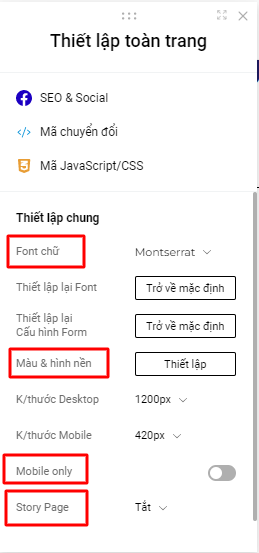 Thiết lập toàn trang
SEO & Social
Mã chuyển đổi
Mã JavaScript/CSS
Thiết lập chung
Font chữ Montserrat
Thiết lập lại Font Trở về mặc định
Thiết lập lại
Cấu hình Form Trở về mặc định
Màu & hình nền Thiết lập
K/thước Desktop 1200px
K/thước Mobile 420px
Mobile only
Story Page Tắt